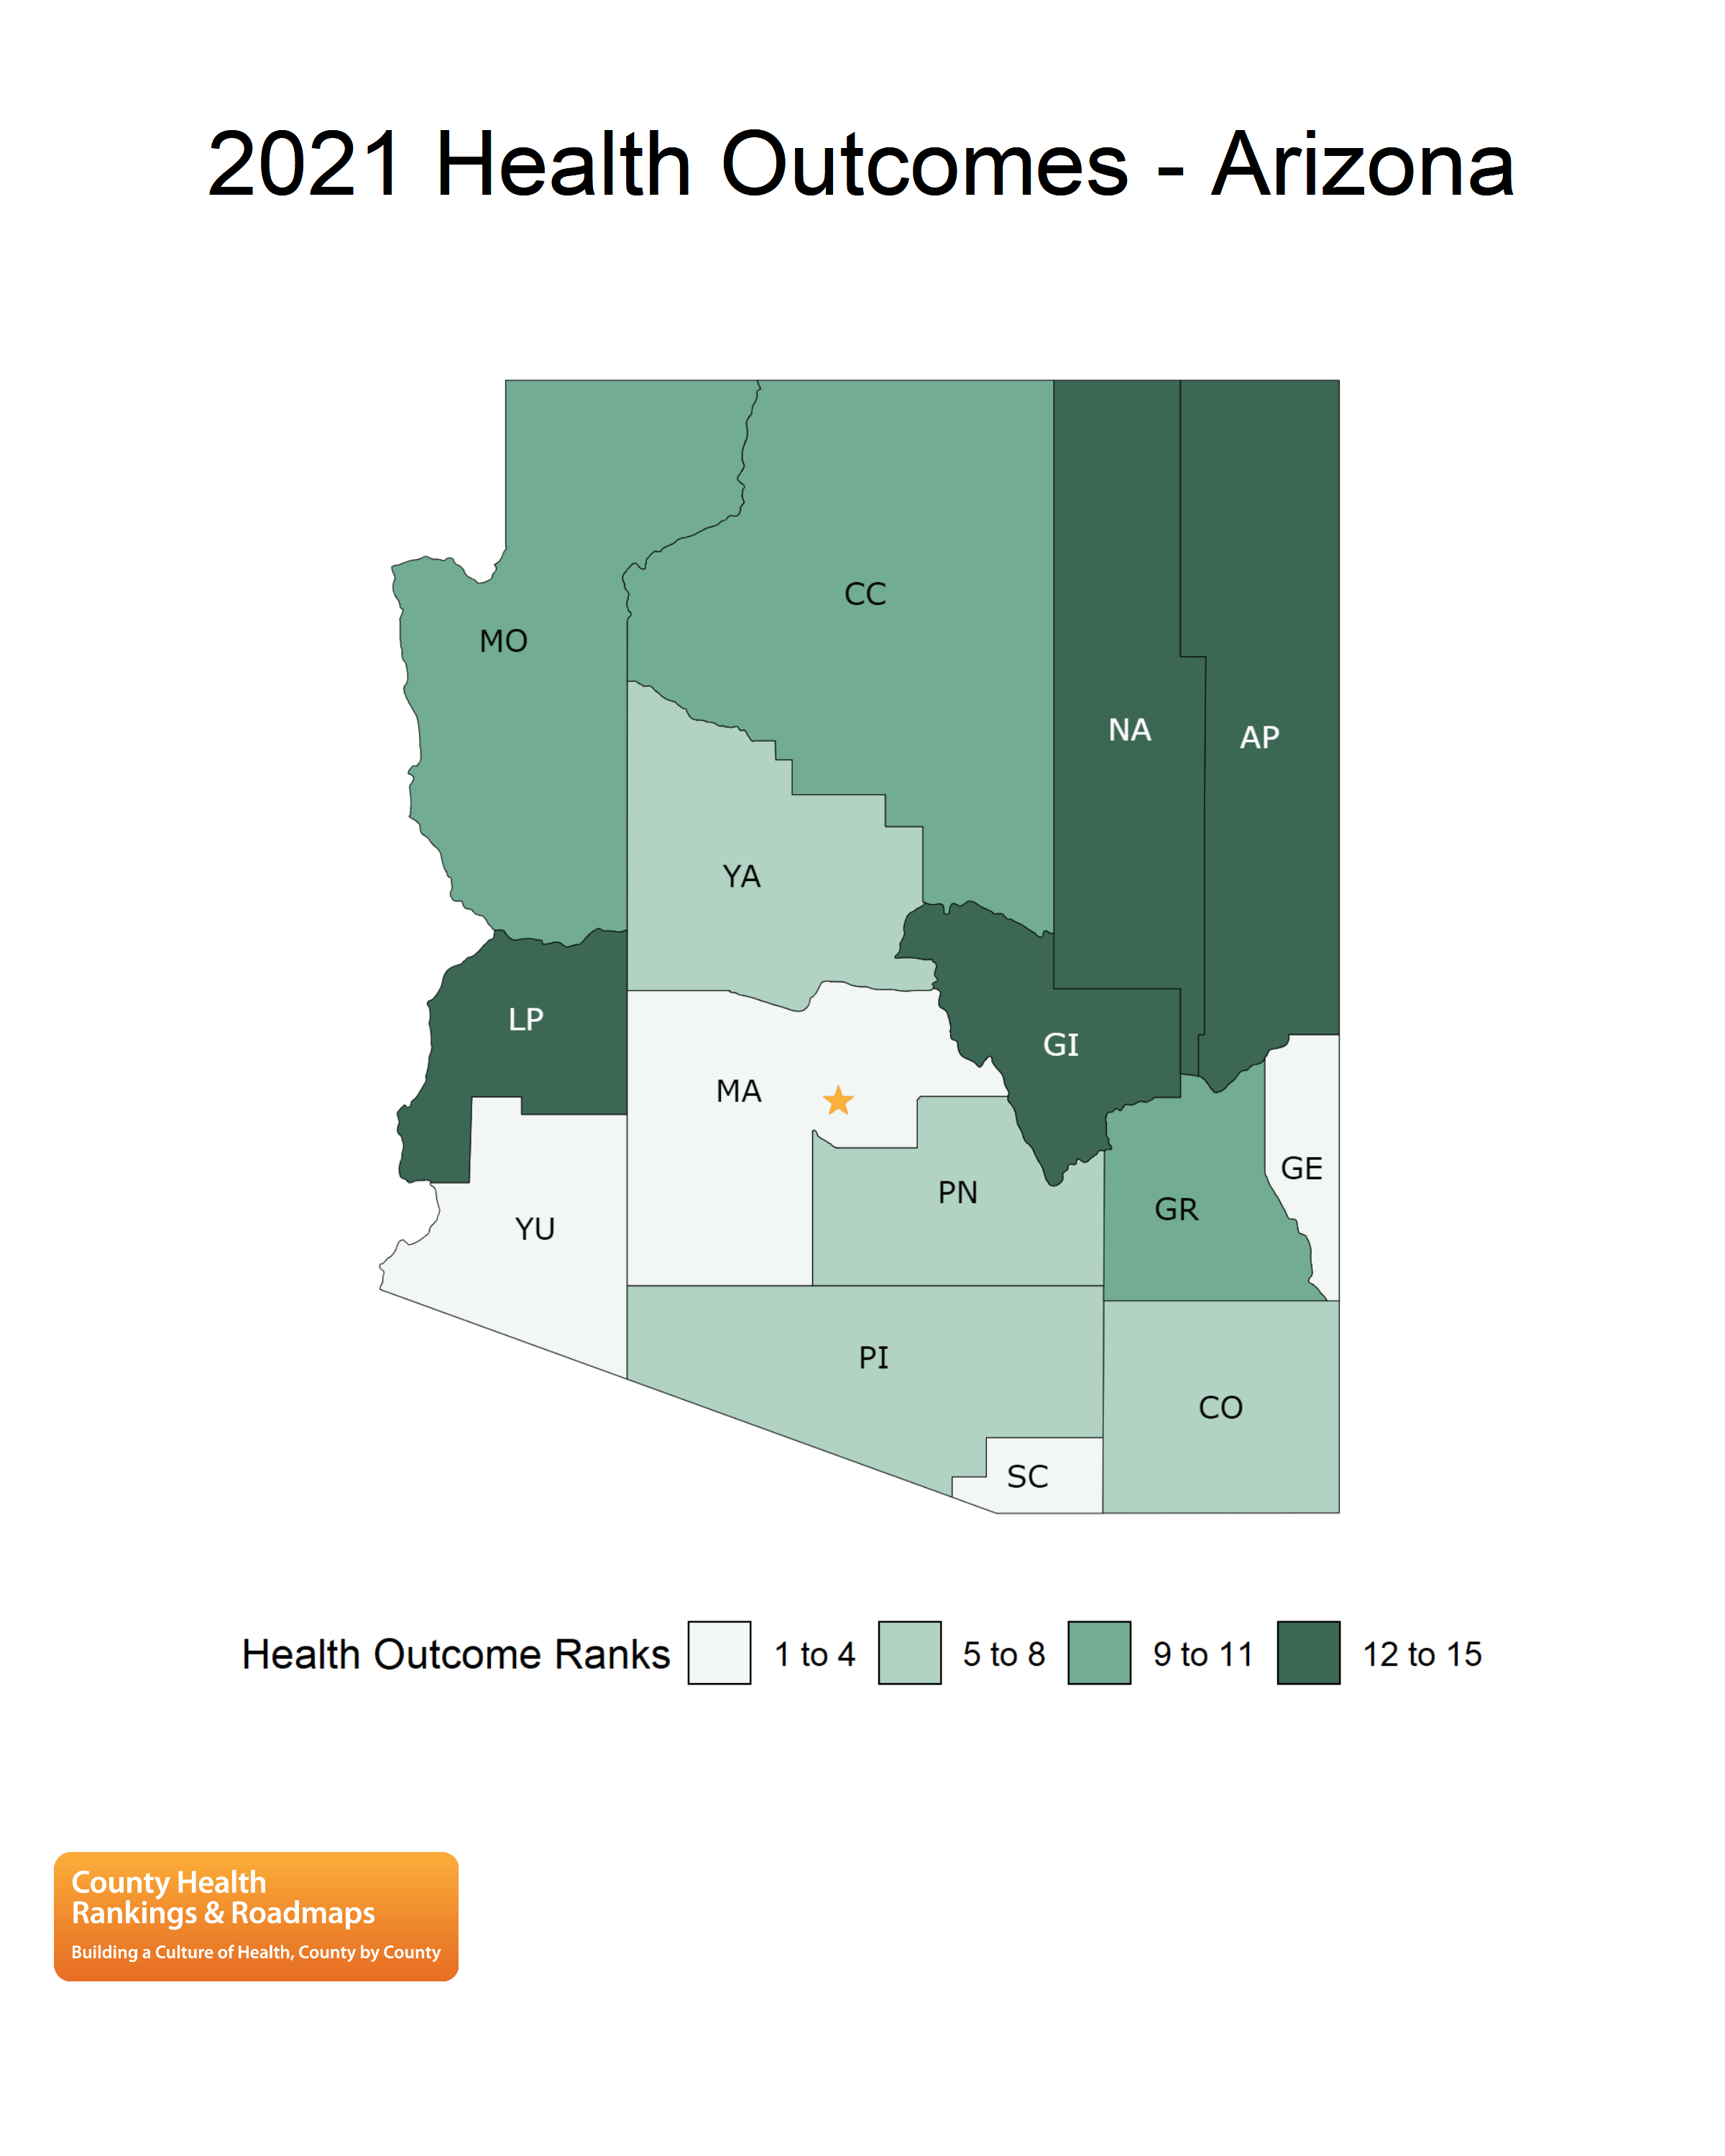 2021 Health Outcomes - Arizona
CC
MO
NA
AP
YA
LP
GI
MA
GE
PN
GR
YU
PI
CO
SC
Health Outcome Ranks 1 to 4 5 to 8 9 to 11 12 to 15
County Health
Rankings & Roadmaps
Building a Culture of Health, County by County